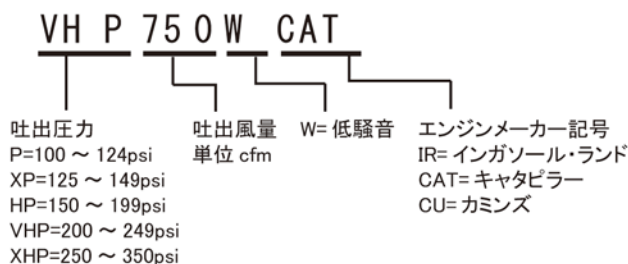 VHP 750W CAT
吐出圧力
P=100 ～ 124psi
XP=125 ～ 149psi
HP=150 ～ 199psi
VHP=200 ～ 249psi
XHP=250 ～ 350psi
吐出風量
単位 cfm
W= 低騒音
エンジンメーカー記号
IR= インガソール・ランド
CAT= キャタピラー
CU= カミンズ